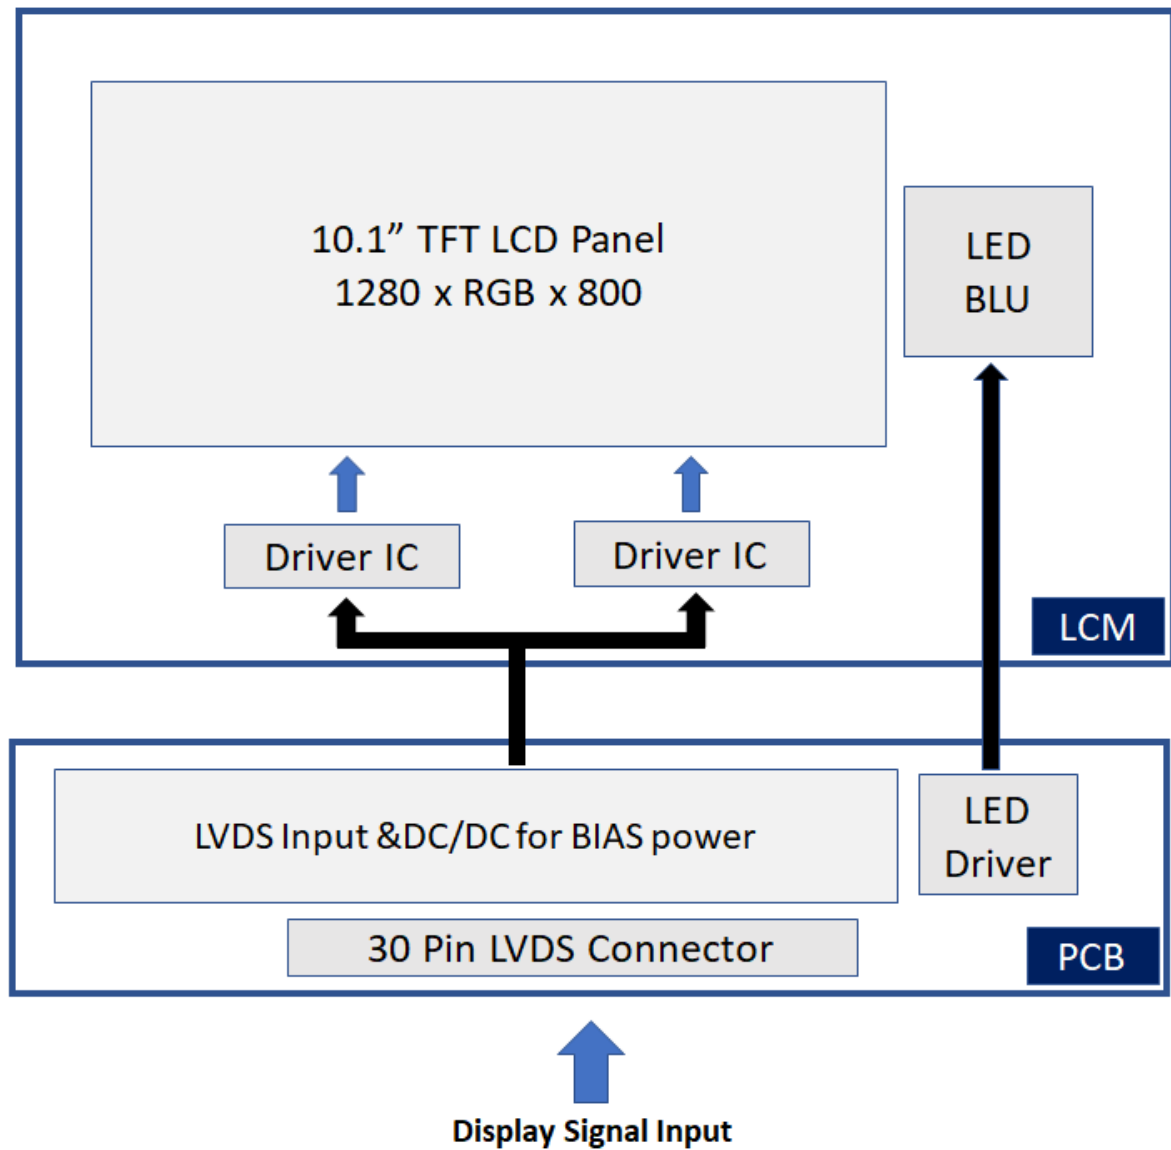 10.1” TFT LCD Panel
1280 x RGB x 800
LED
BLU
Driver IC
Driver IC
LCM
LVDS Input &DC/DC for BIAS power
LED
Driver
30 Pin LVDS Connector
PCB
Display Signal Input